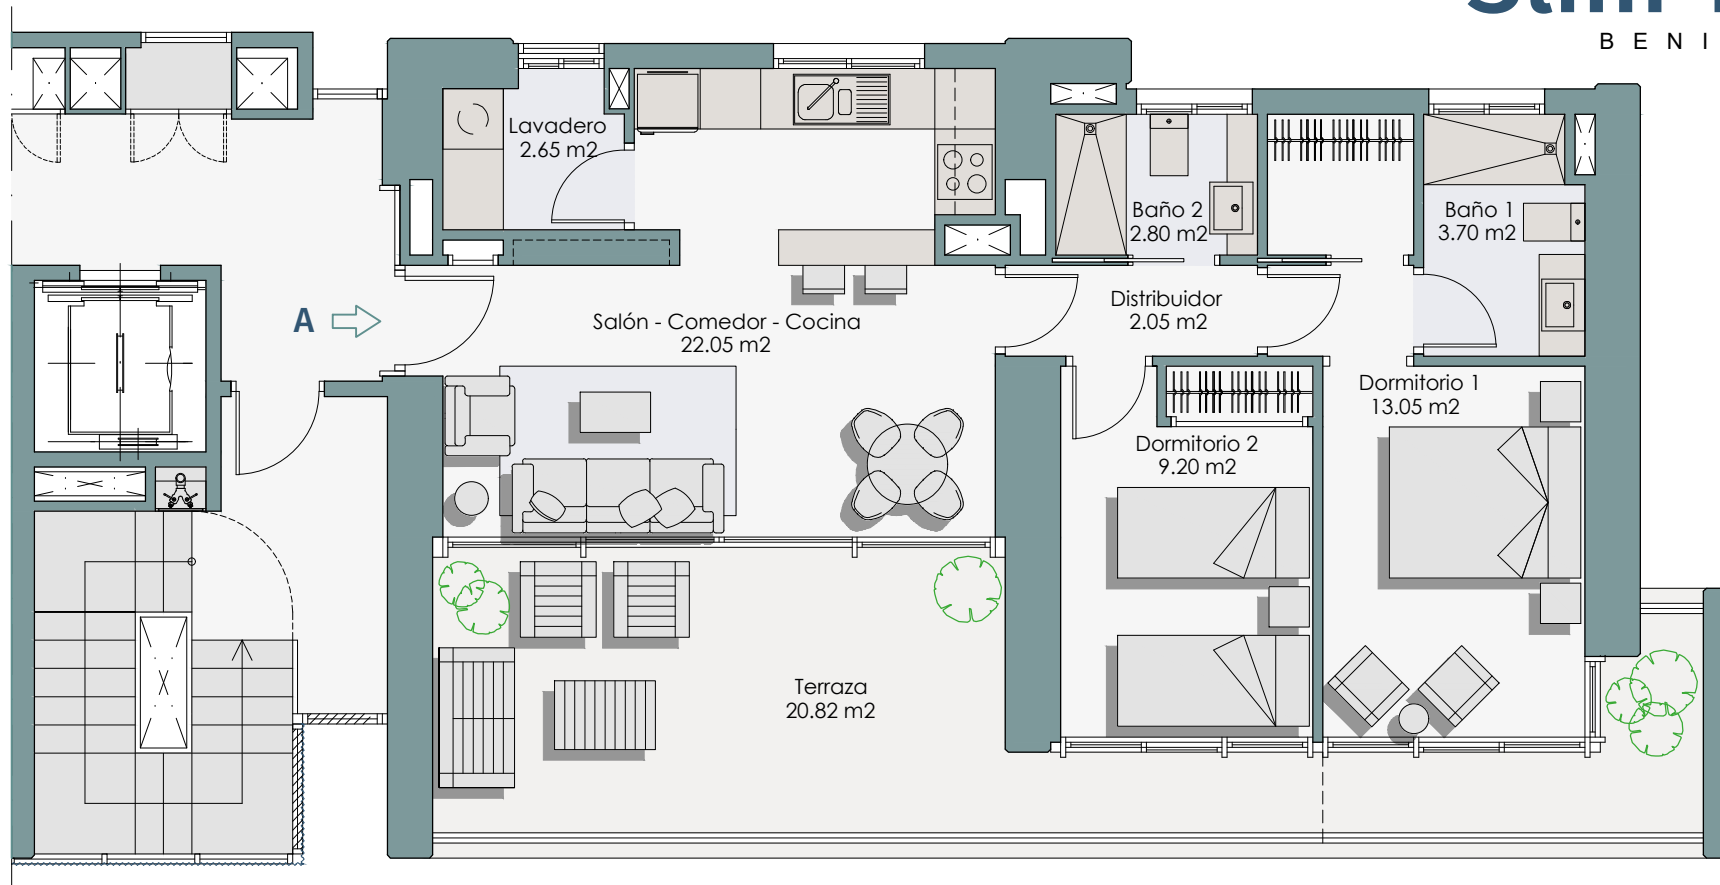 BENI
Lavadero
2.65 m2
Baño 2
2.80 m2
Baño 1
3.70 m2
A
Salón - Comedor - Cocina
22.05 m2
Distribuidor
2.05 m2
Dormitorio 1
13.05 m2
Dormitorio 2
9.20 m2
Terraza
20.82 m2